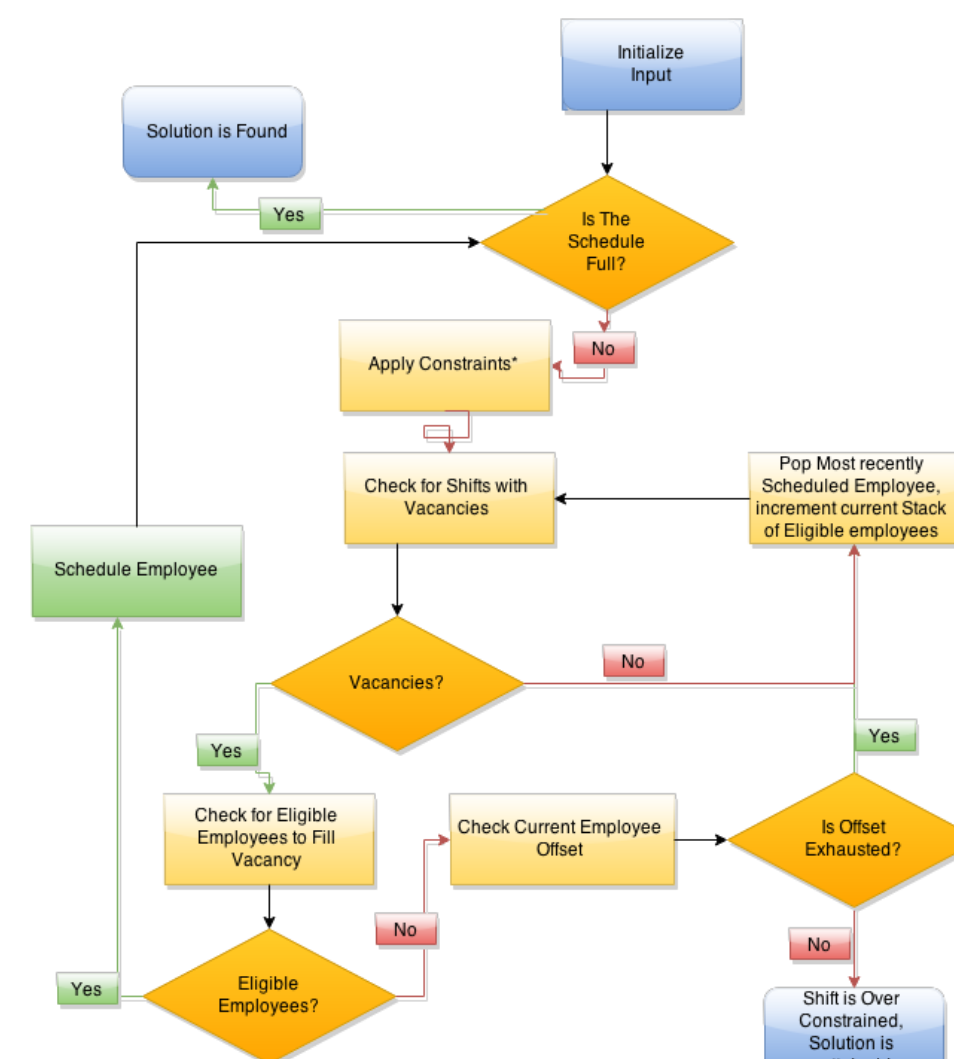 Initialize
Input
Solution is Found
Yes
Is The
Schedule
Full?
No
Apply Constraints*
Check for Shifts with
Vacancies
Pop Most recently
Scheduled Employee,
increment current Stack
of Eligible employees
Schedule Employee
Vacancies?
No
Yes
Yes
Check for Eligible
Employees to Fill
Vacancy
Check Current Employee
Offset
Is Offset
Exhausted?
No
No
Yes
Eligible
Employees?
Shift is Over
Constrained,
Solution is